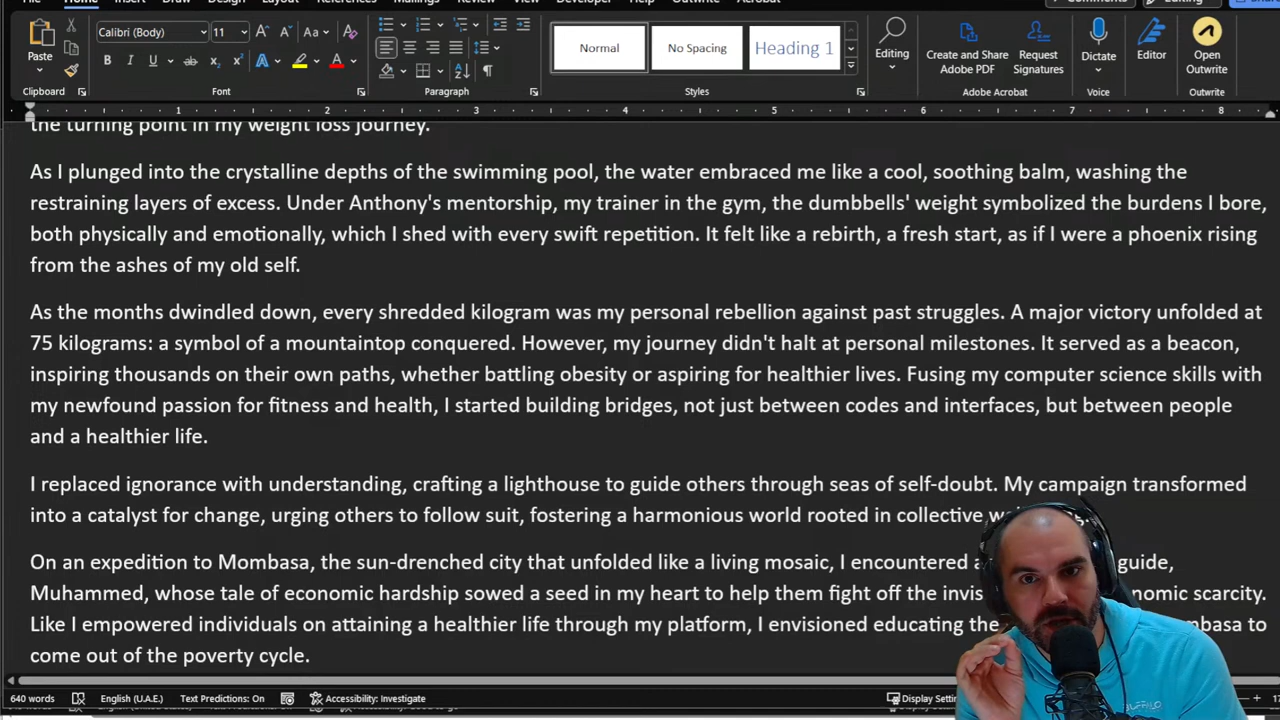 Home
Calibri (Body)
11
Aa
Paste
Normal
No Spacing
Heading 1
Editing
Create and Share
Adobe PDF
Request
Signatures
Dictate
Editor
Open
Outwrite
Clipboard
Font
Paragraph
Styles
Adobe Acrobat
Voice
Outwrite
1 2 3 4 5 6 7 8
the turning point in my weight loss journey.
As I plunged into the crystalline depths of the swimming pool, the water embraced me like a cool, soothing balm, washing the
restraining layers of excess. Under Anthony's mentorship, my trainer in the gym, the dumbbells' weight symbolized the burdens I bore,
both physically and emotionally, which I shed with every swift repetition. It felt like a rebirth, a fresh start, as if I were a phoenix rising
from the ashes of my old self.
As the months dwindled down, every shredded kilogram was my personal rebellion against past struggles. A major victory unfolded at
75 kilograms: a symbol of a mountaintop conquered. However, my journey didn't halt at personal milestones. It served as a beacon,
inspiring thousands on their own paths, whether battling obesity or aspiring for healthier lives. Fusing my computer science skills with
my newfound passion for fitness and health, I started building bridges, not just between codes and interfaces, but between people
and a healthier life.
I replaced ignorance with understanding, crafting a lighthouse to guide others through seas of self-doubt. My campaign transformed
into a catalyst for change, urging others to follow suit, fostering a harmonious world rooted in collective
On an expedition to Mombasa, the sun-drenched city that unfolded like a living mosaic, I encountered guide,
Muhammed, whose tale of economic hardship sowed a seed in my heart to help them fight off the scarcity.
Like I empowered individuals on attaining a healthier life through my platform, I envisioned educating to
come out of the poverty cycle.
640 words
English (U.A.E.)
Text Predictions: On
Accessibility: Investigate
Display